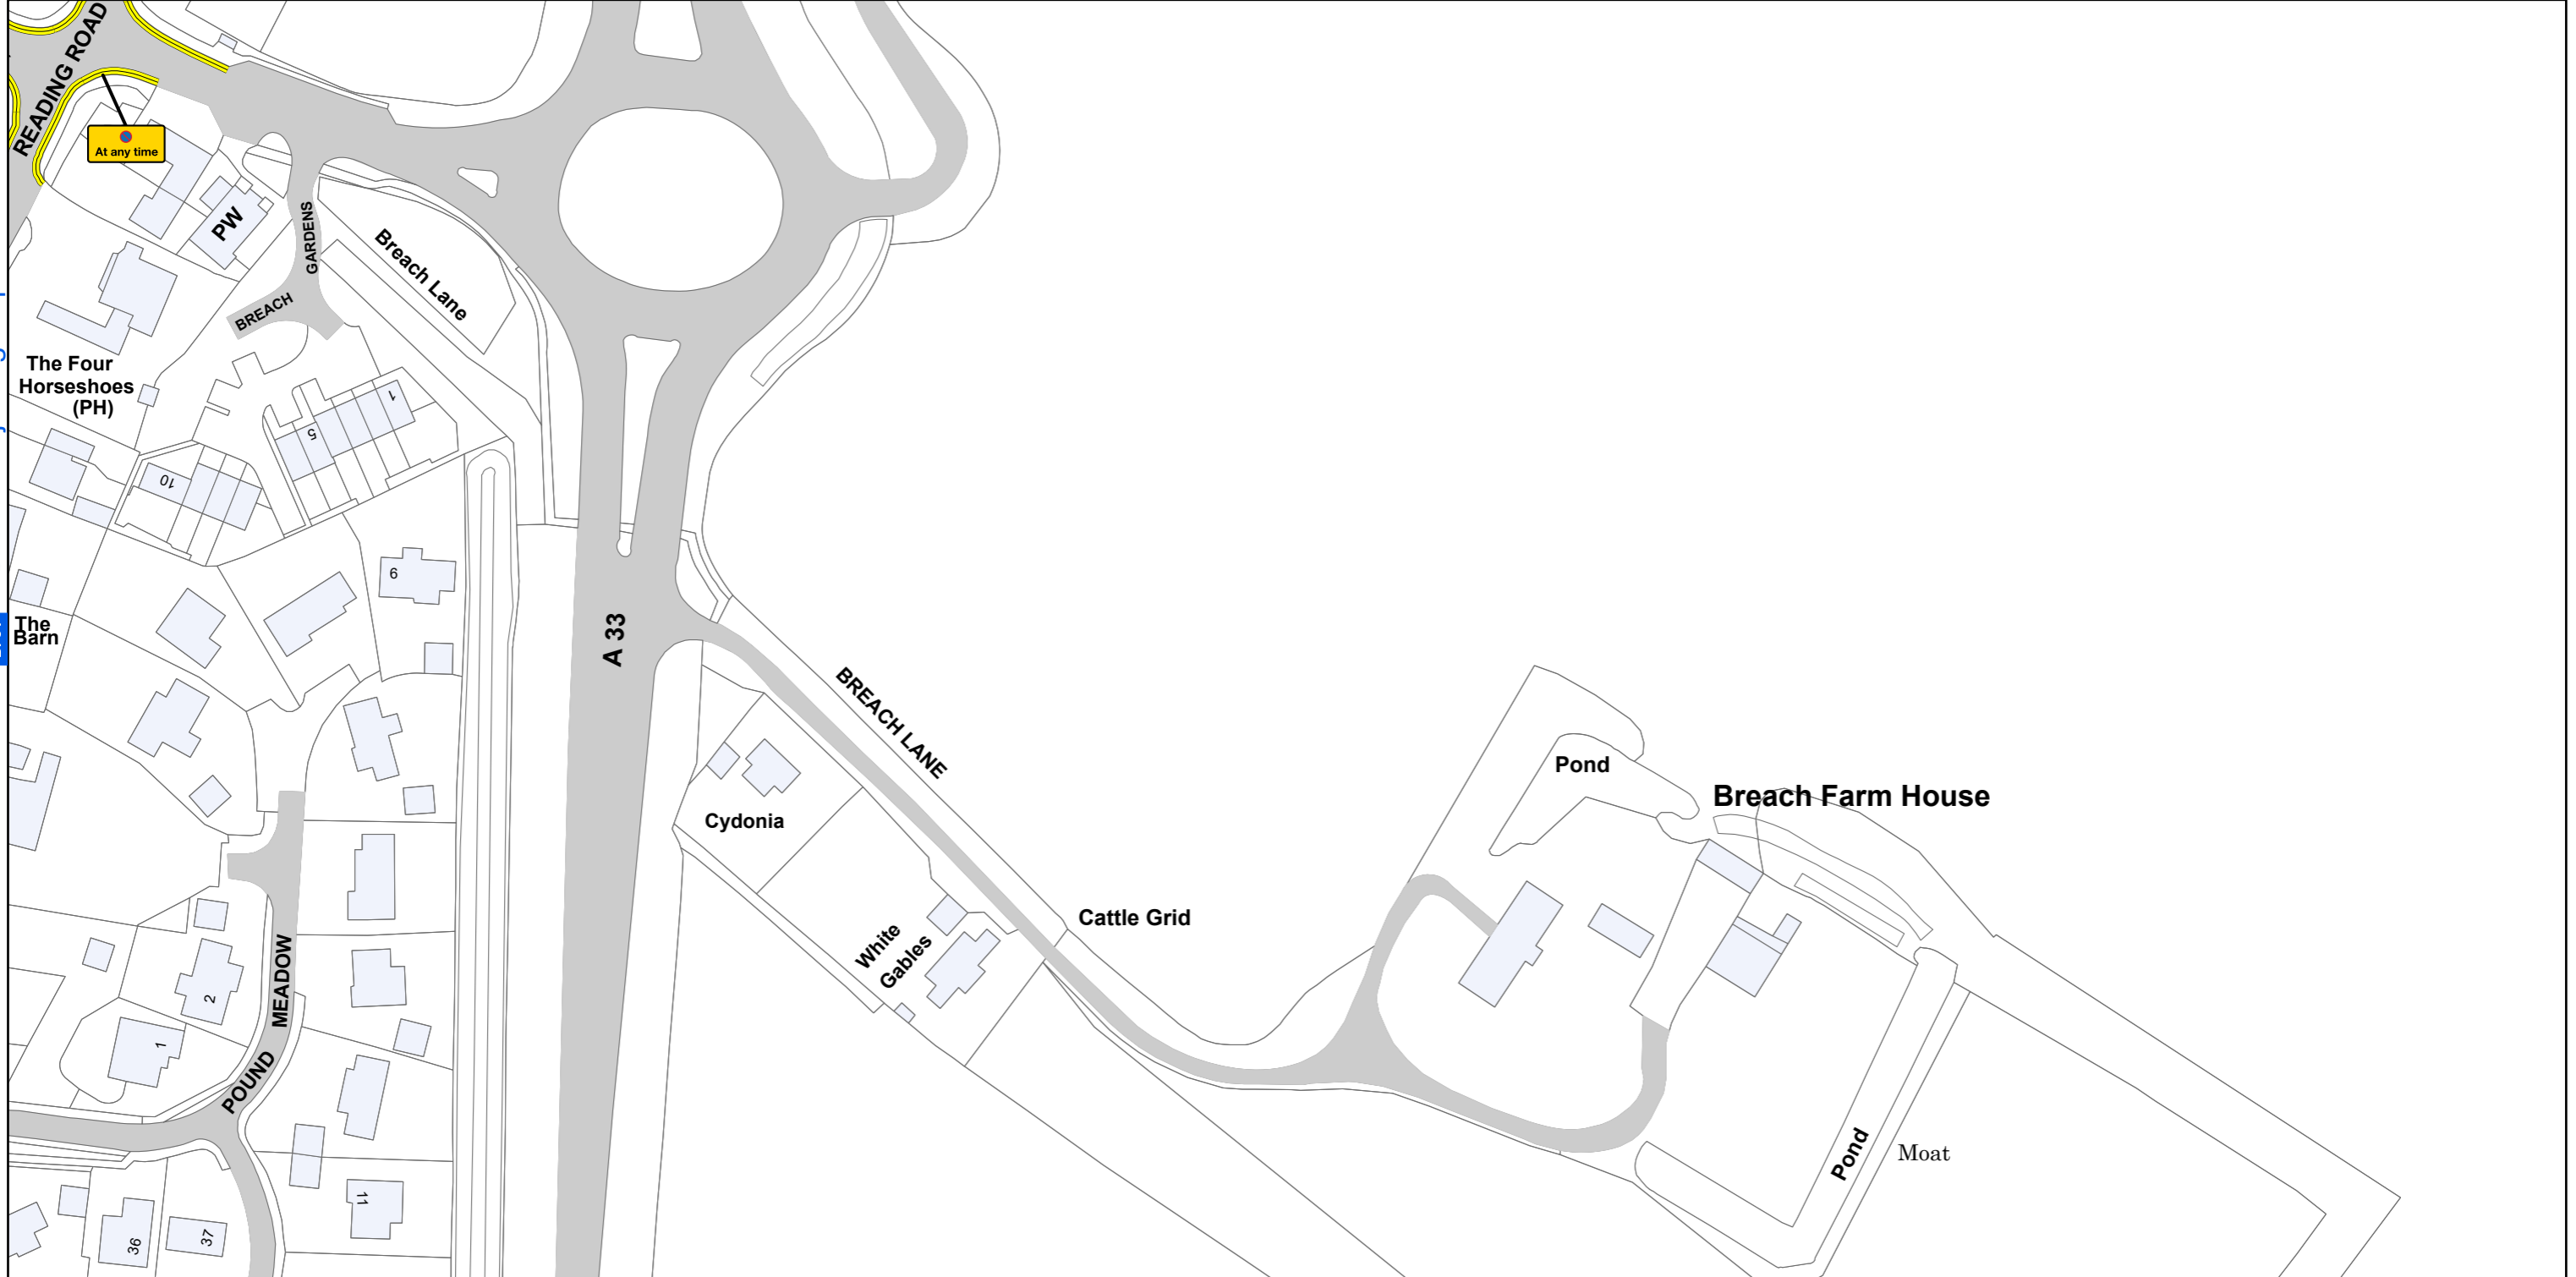 READING ROAD
At any time
PW
GARDENS
BREACH
Breach Lane
The Four
Horseshoes
(PH)
1
5
10
6
The
Barn
A 33
BREACH LANE
Cydonia
White
Gables
Cattle Grid
Pond
Breach Farm House
Pond
Moat
MEADOW
POUND
2
1
11
36
37